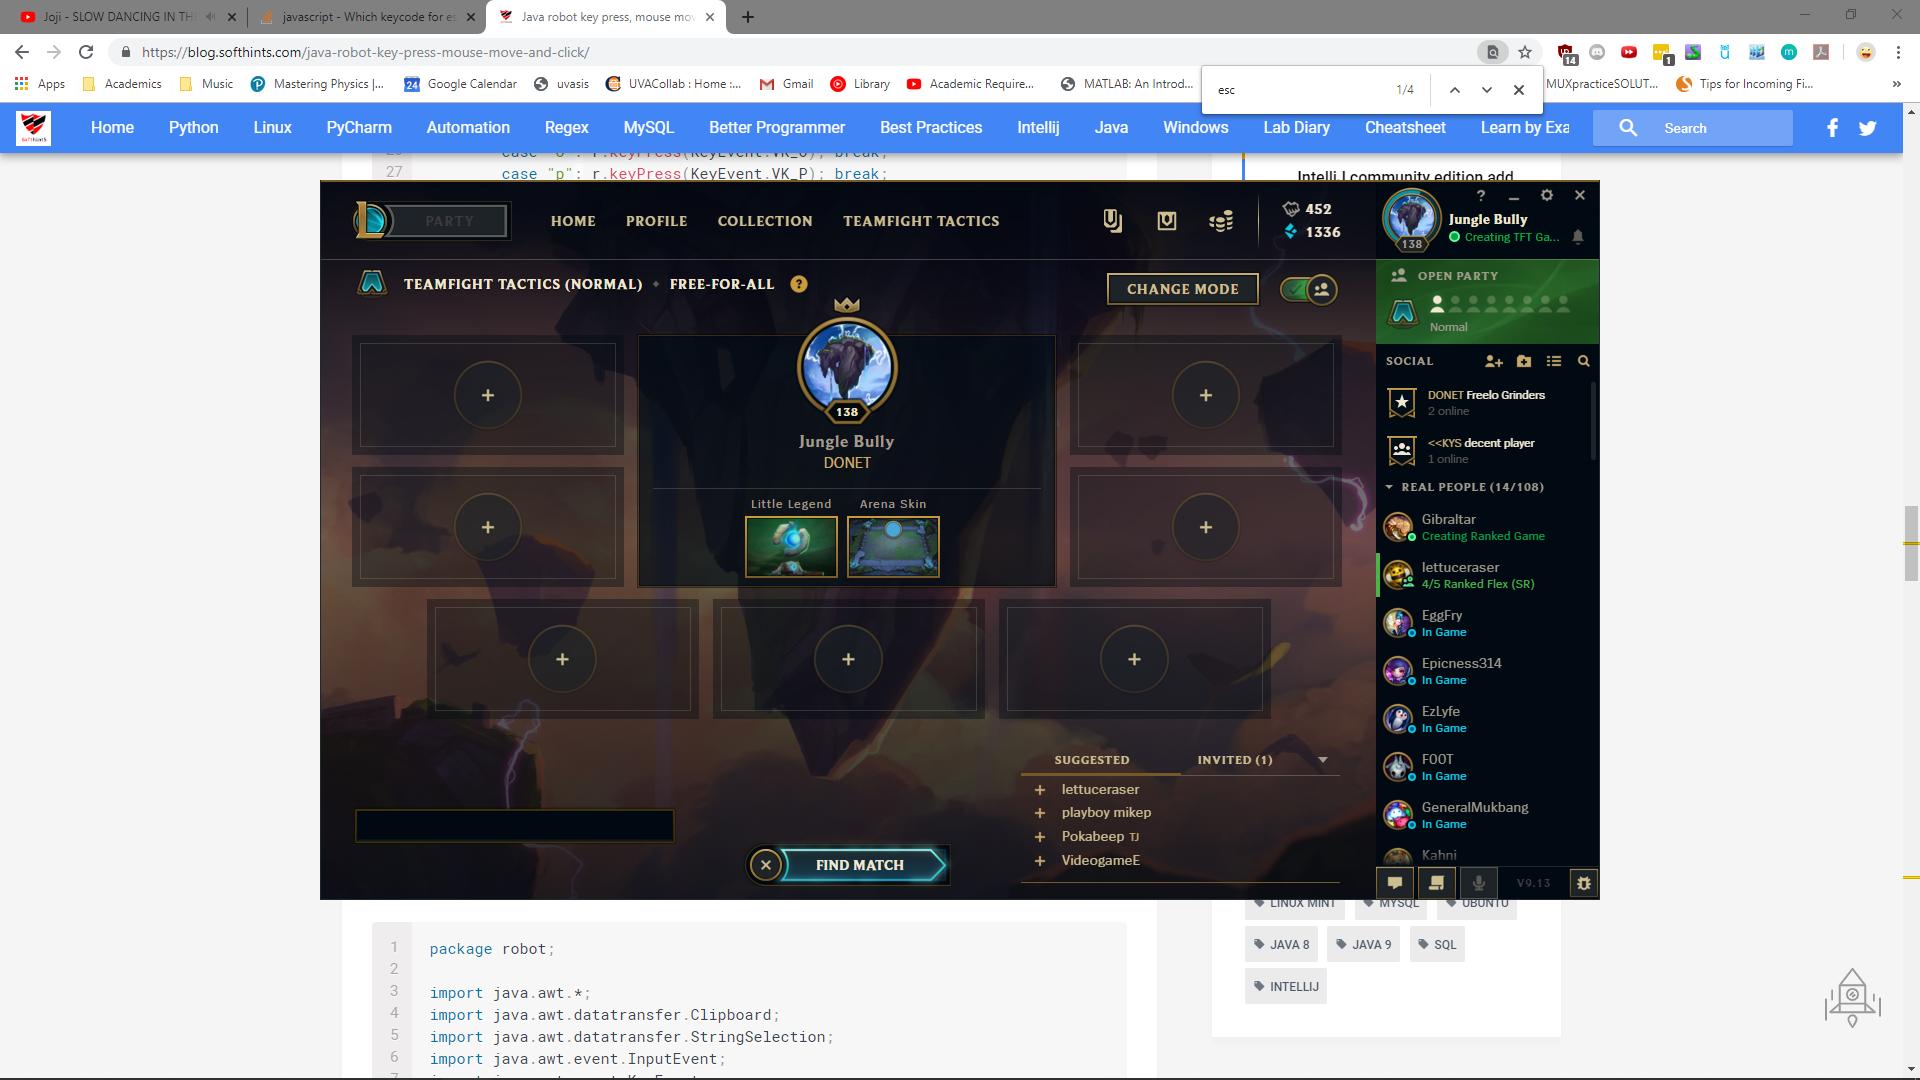 Joji - SLOW DANCING IN TH
javascript - Which keycode for es
Java robot key press, mouse mov
https://blog.softhints.com/java-robot-key-press-mouse-move-and-click/
14
1
Apps
Academics
Music
Mastering Physics |...
24
Google Calendar
uvasis
UVACollab : Home :...
Gmail
Library
Academic Require...
MATLAB: An Introd...
MUXpracticeSOLUT...
Tips for Incoming Fi...
»
esc
1/4
Home
Python
Linux
PyCharm
Automation
Regex
MySQL
Better Programmer
Best Practices
Intellij
Java
Windows
Lab Diary
Cheatsheet
Learn by Exa
Search
27
case "p": r.keyPress(KeyEvent.VK_P); break;
IntelliJ community edition add
PARTY
HOME
PROFILE
COLLECTION
TEAMFIGHT TACTICS
452
1336
?
138
Jungle Bully
Creating TFT Ga...
TEAMFIGHT TACTICS (NORMAL) • FREE-FOR-ALL
?
CHANGE MODE
OPEN PARTY
Normal
138
Jungle Bully
DONET
Little Legend
Arena Skin
SOCIAL
DONET Freelo Grinders
2 online
<<KYS decent player
1 online
REAL PEOPLE (14/108)
Gibraltar
Creating Ranked Game
lettuceraser
4/5 Ranked Flex (SR)
EggFry
In Game
Epicness314
In Game
EzLyfe
In Game
F00T
In Game
GeneralMukbang
In Game
Kahni
SUGGESTED
INVITED (1)
lettuceraser
playboy mikep
Pokabeep TJ
VideogameE
FIND MATCH
V9.13
LINUX MINT
MYSQL
UBUNTU
JAVA 8
JAVA 9
SQL
INTELLIJ
1 package robot;
2
3 import java.awt.*;
4 import java.awt.datatransfer.Clipboard;
5 import java.awt.datatransfer.StringSelection;
6 import java.awt.event.InputEvent;